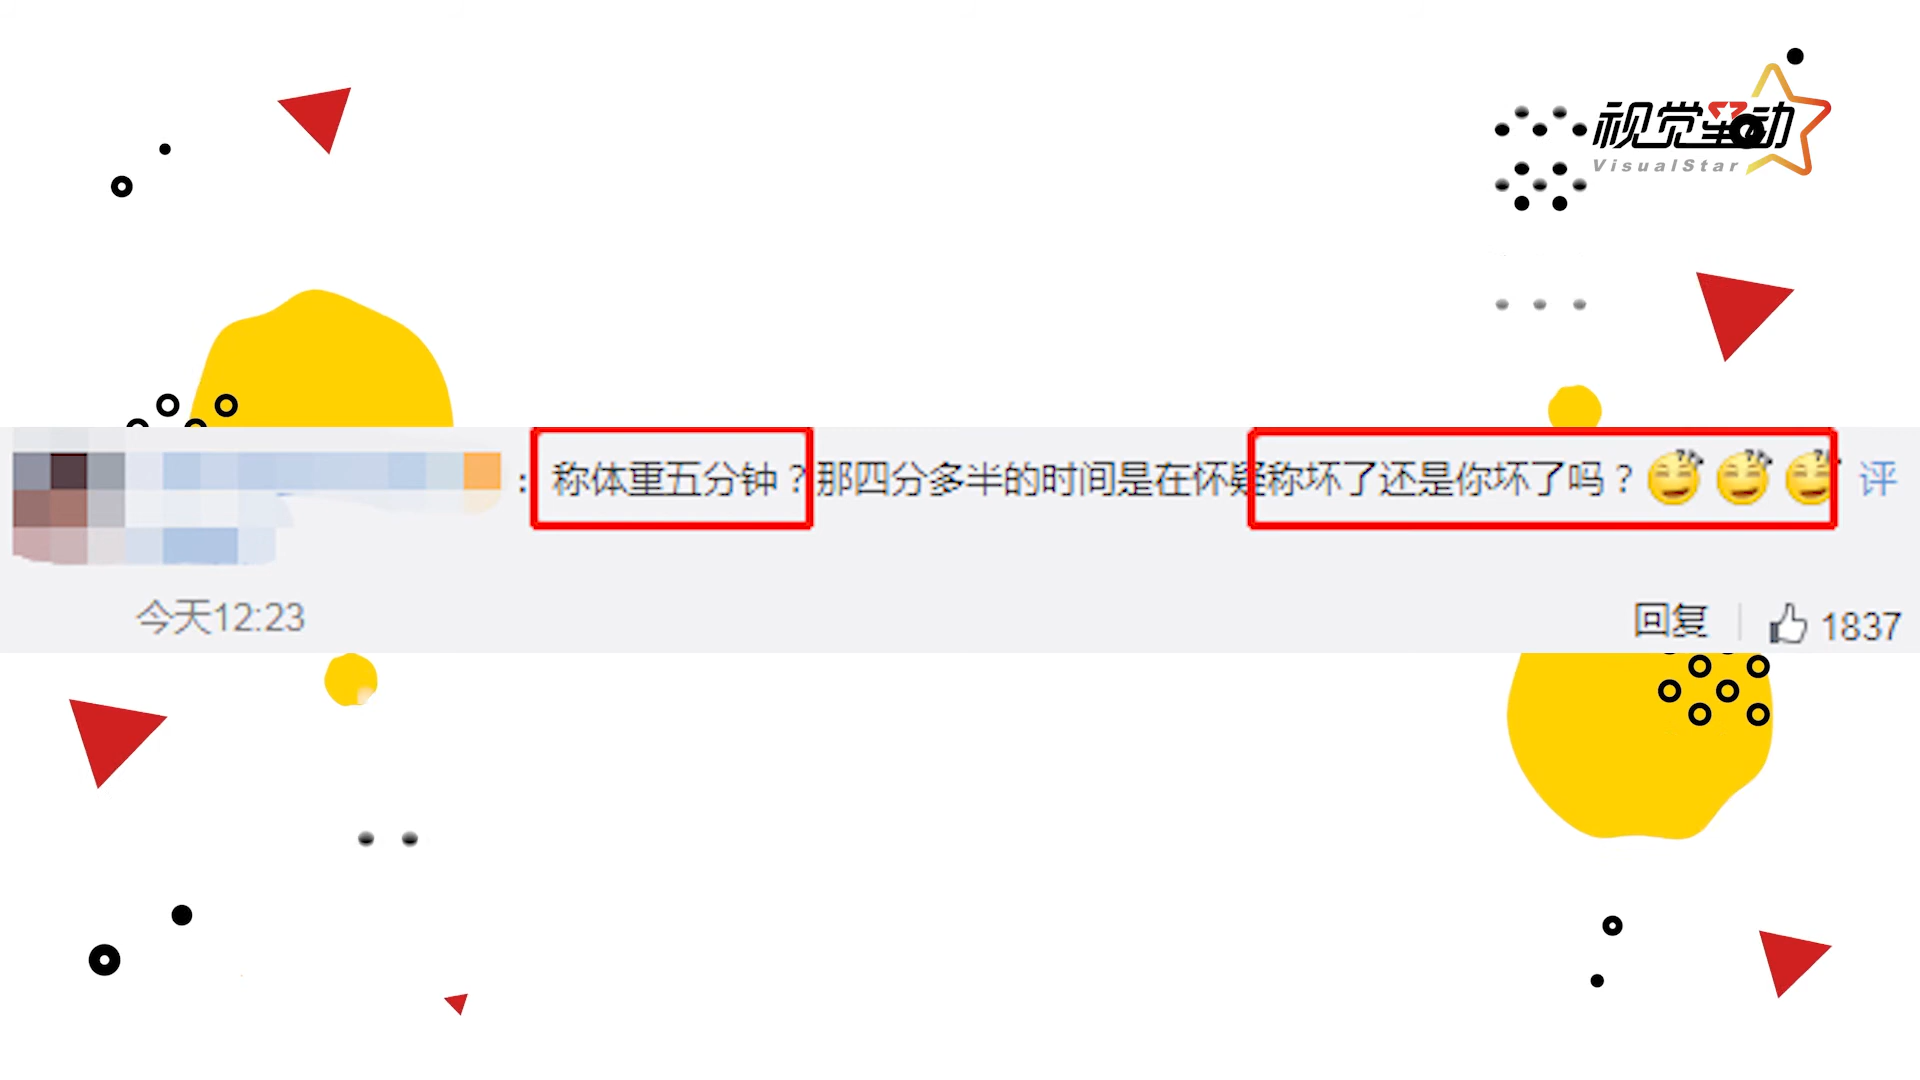 视觉星动
VisualStar
：称体重五分钟？那四分多半的时间是在怀疑称坏了还是你坏了吗？ 评
今天12:23
回复 1837